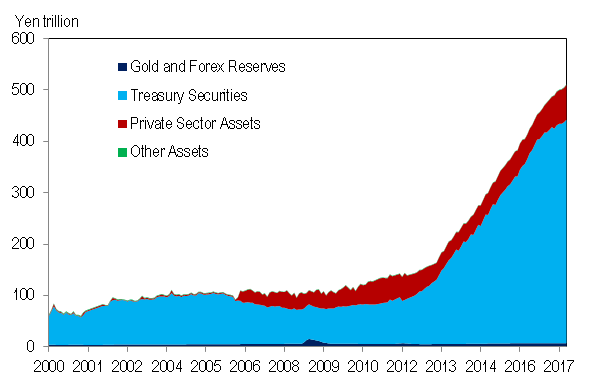 Yen trillion
600
500
400
300
200
100
0
Gold and Forex Reserves
Treasury Securities
Private Sector Assets
Other Assets
2000 2001 2002 2004 2005 2006 2008 2009 2010 2012 2013 2014 2016 2017